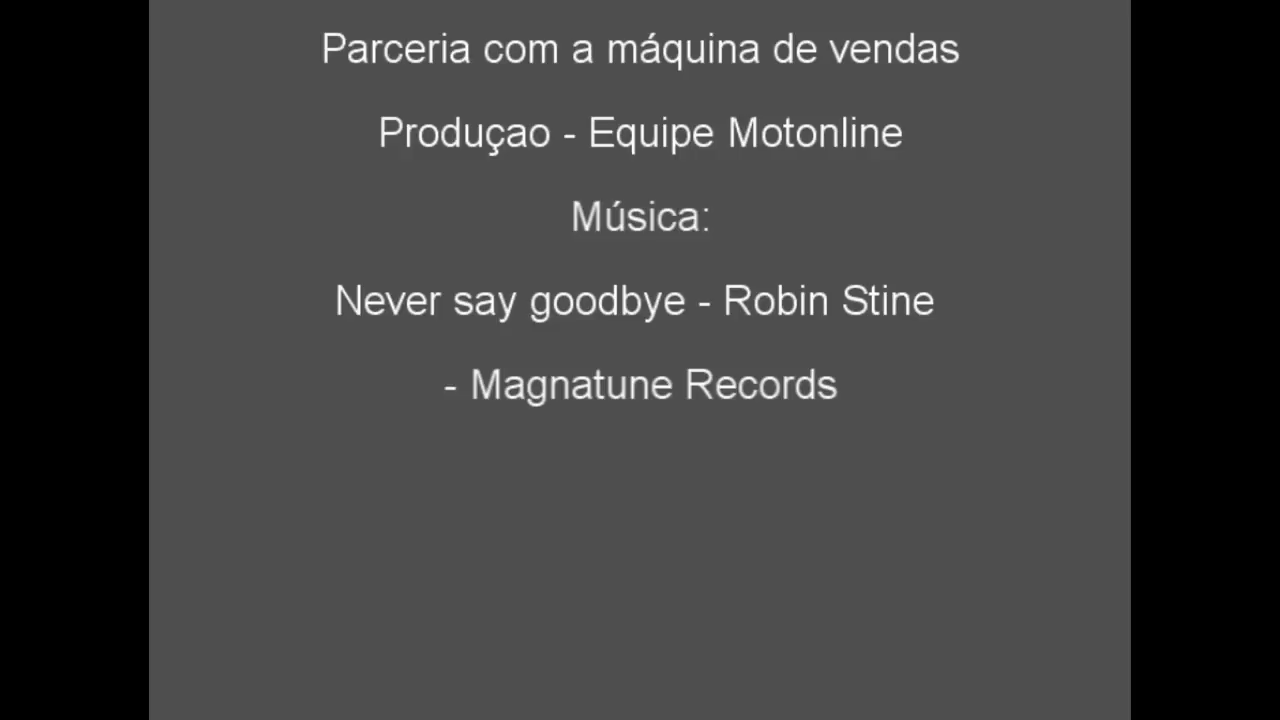 Parceria com a máquina de vendas
Produçao - Equipe Motonline
Música:
Never say goodbye - Robin Stine
- Magnatune Records